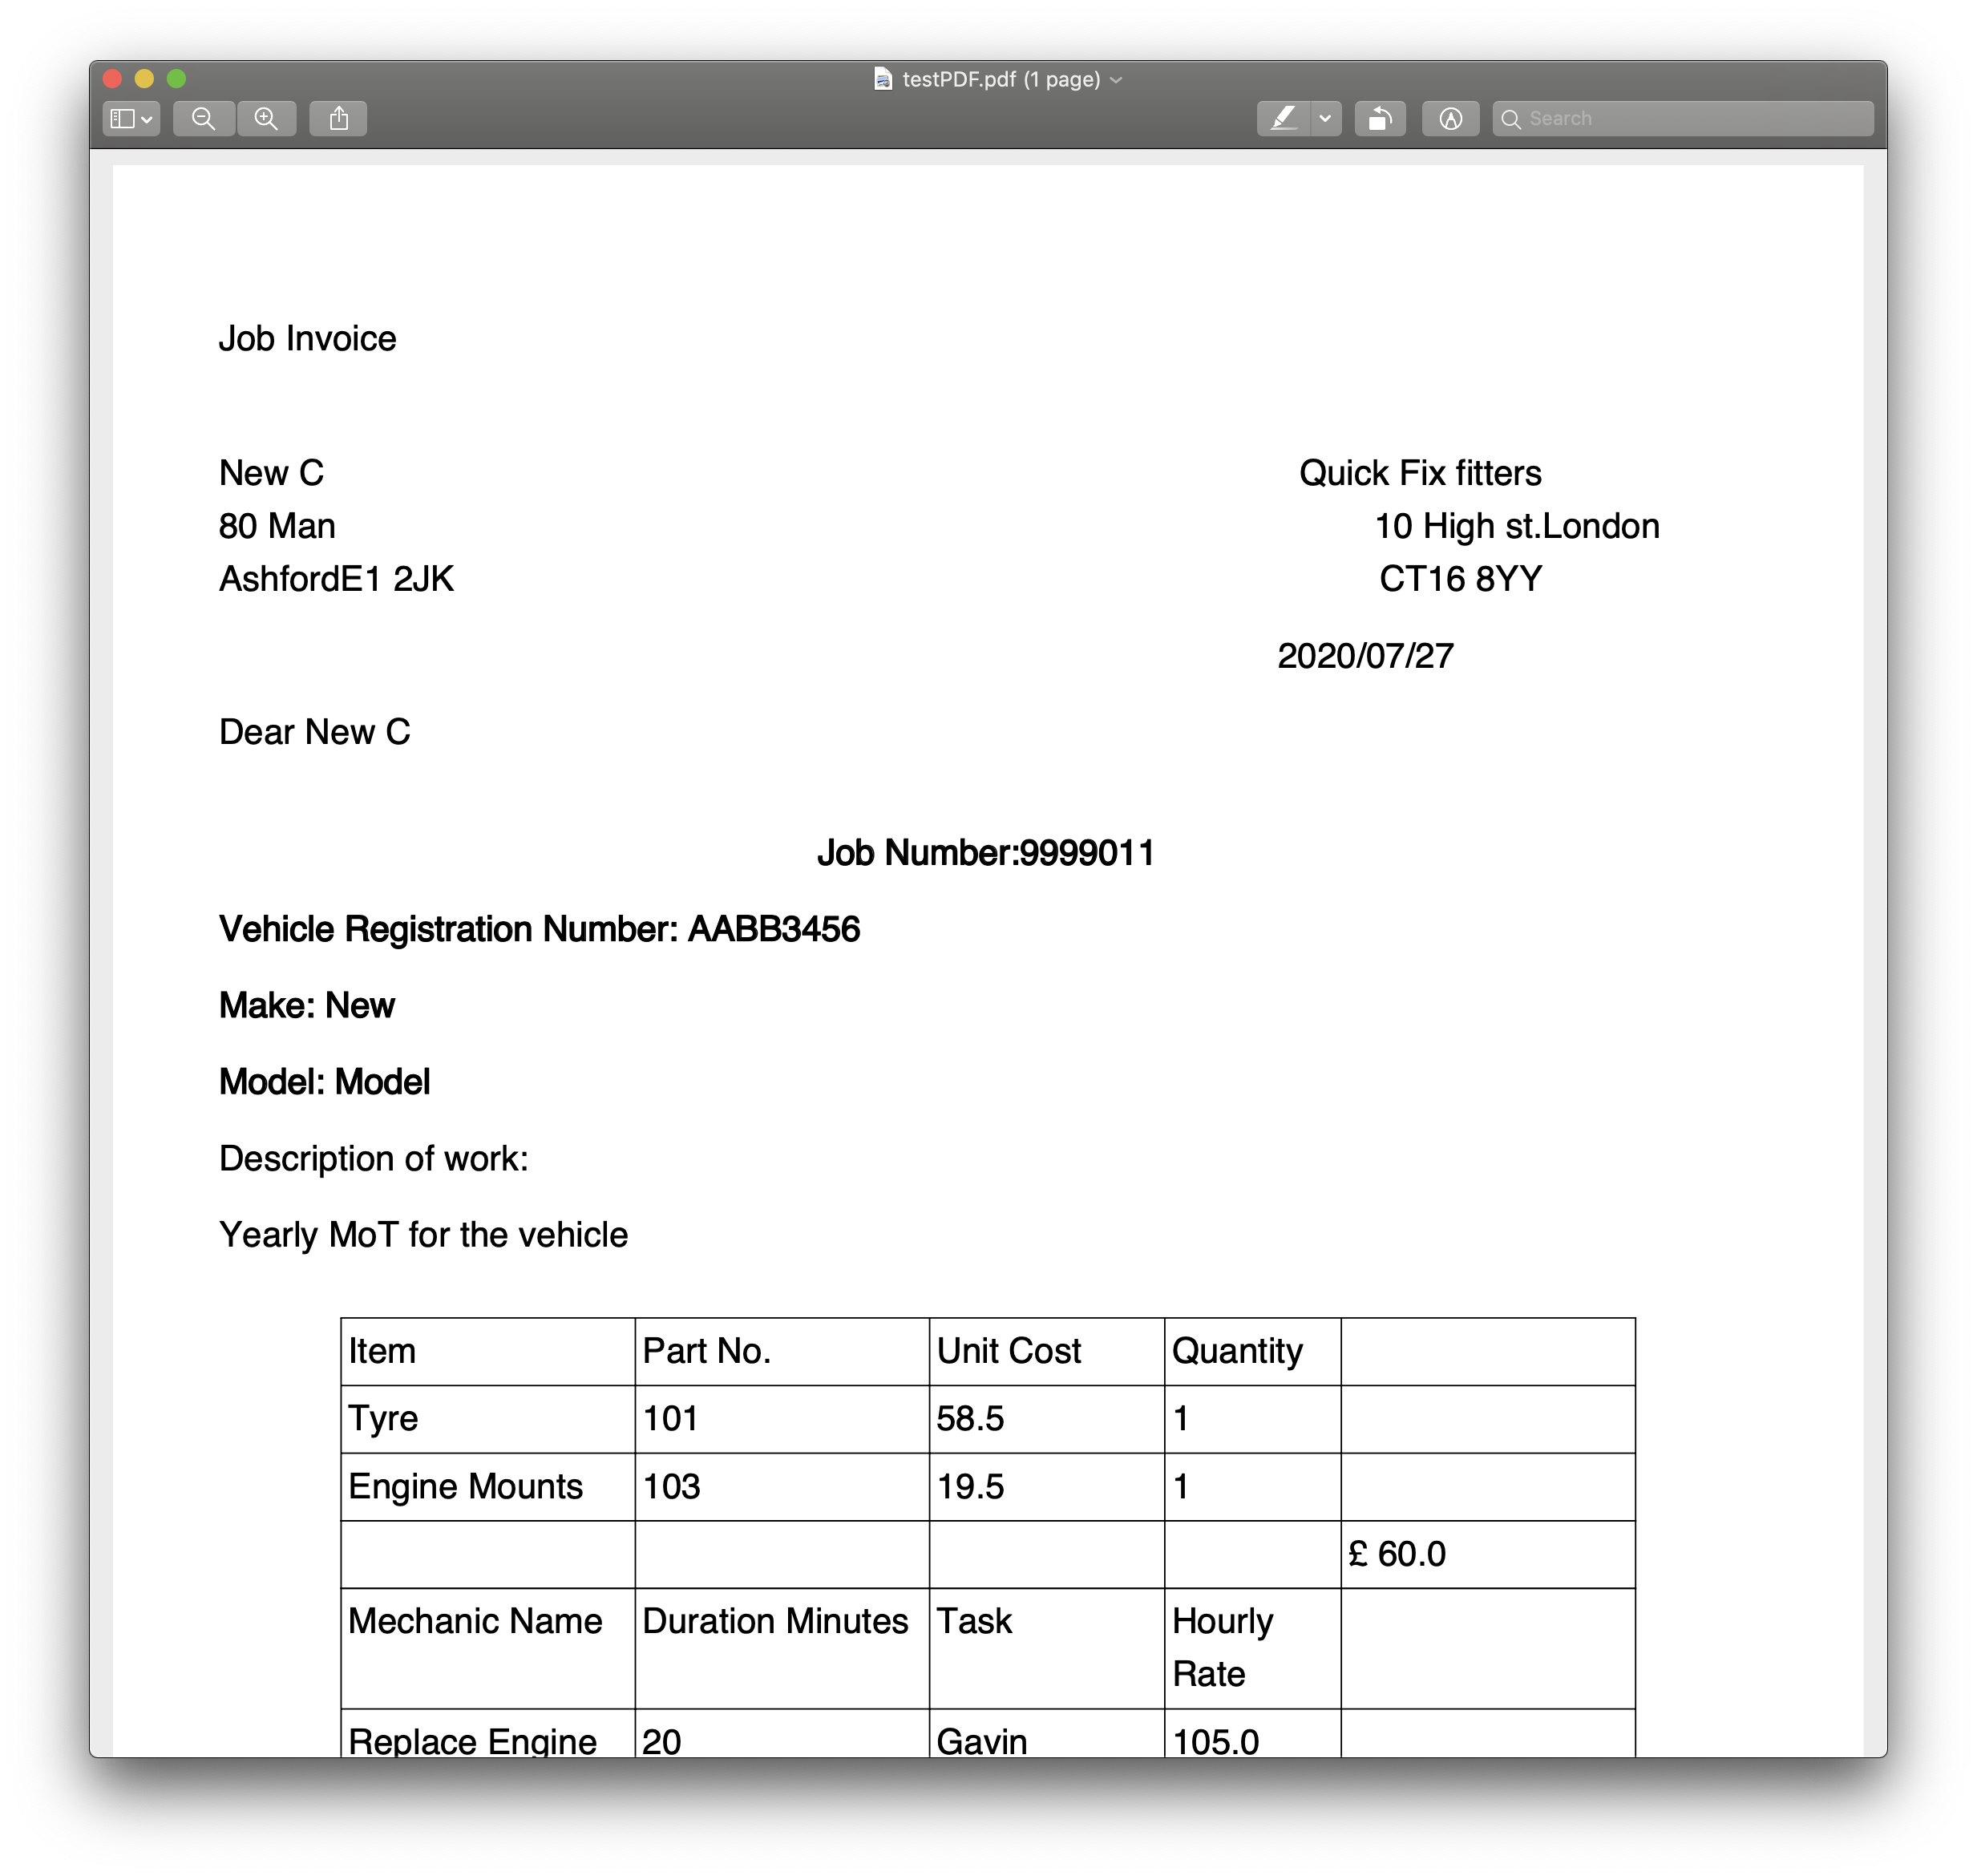 testPDF.pdf (1 page)
Search
Job Invoice
New C
Quick Fix fitters
80 Man
10 High st.London
AshfordE1 2JK
CT16 8YY
2020/07/27
Dear New C
Job Number:9999011
Vehicle Registration Number: AABB3456
Make: New
Model: Model
Description of work:
Yearly MoT for the vehicle
Item Part No. Unit Cost Quantity
Tyre 101 58.5 1
Engine Mounts 103 19.5 1
£ 60.0
Mechanic Name Duration Minutes Task Hourly
Rate
Replace Engine 20 Gavin 105.0